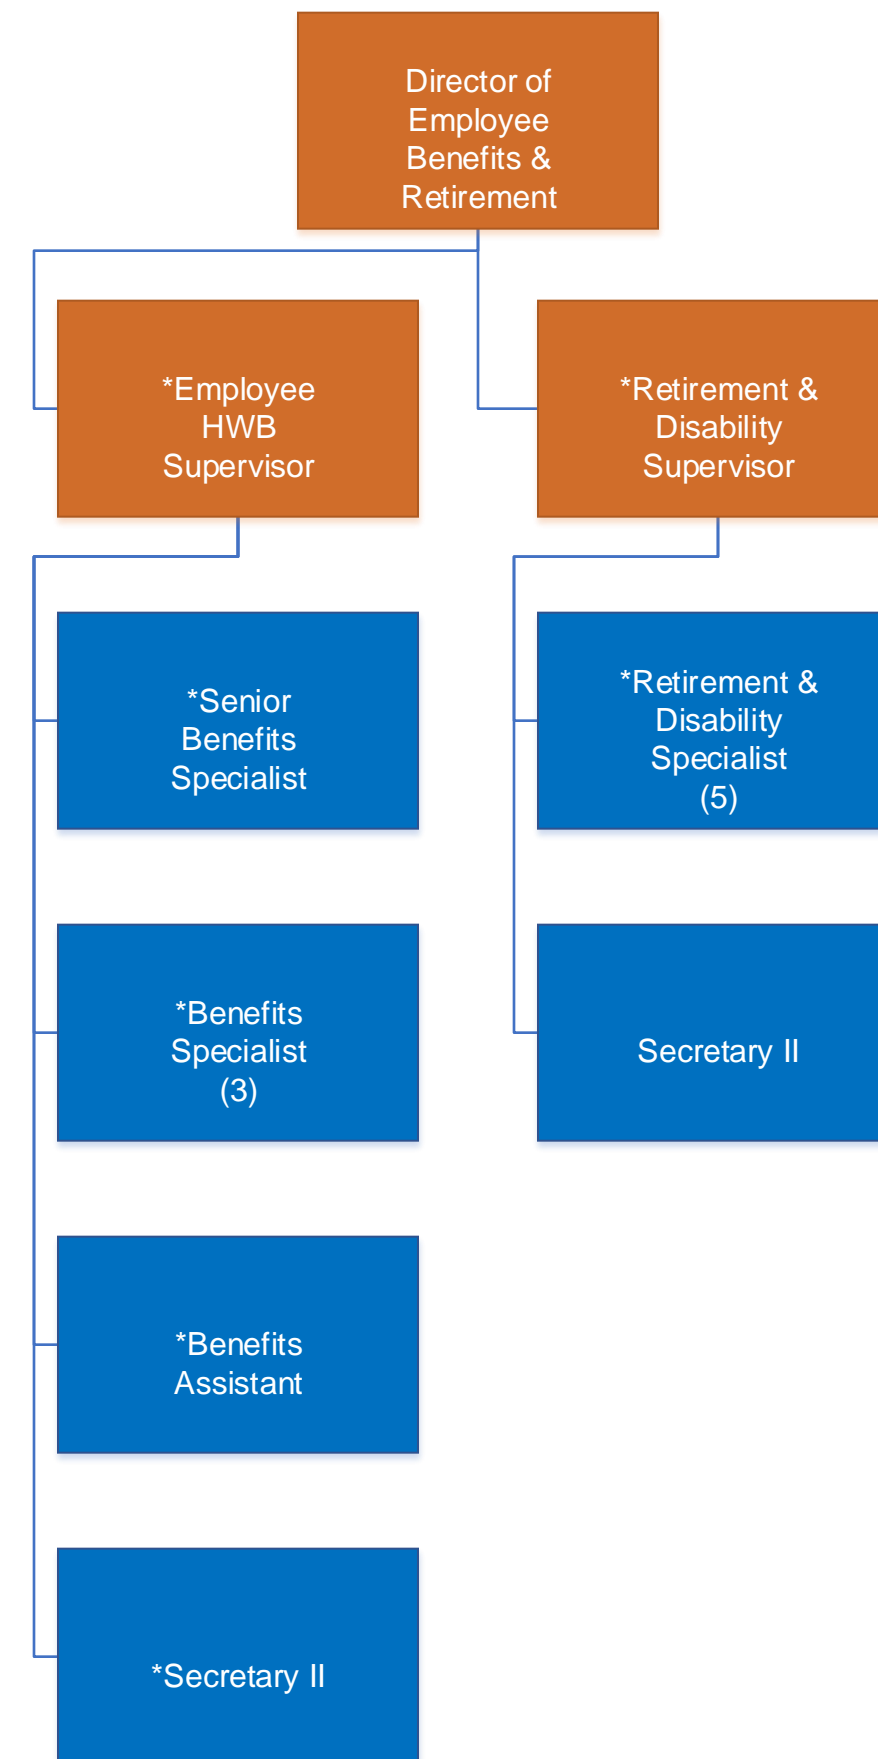 Director of
Employee
Benefits &
Retirement
*Employee
HWB
Supervisor
*Retirement &
Disability
Supervisor
*Senior
Benefits
Specialist
*Retirement &
Disability
Specialist
(5)
*Benefits
Specialist
(3)
Secretary II
*Benefits
Assistant
*Secretary II